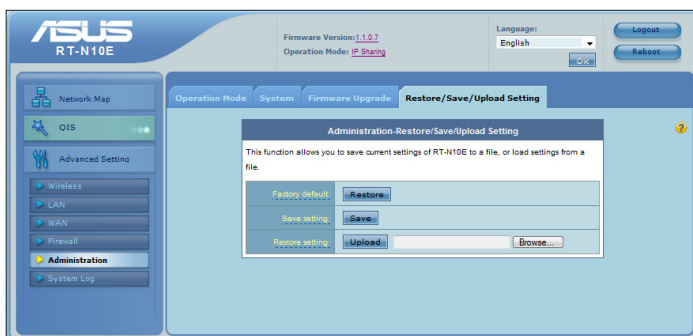 ASUS
RT-N10E
Firmware Version:1.1.0.7
Operation Mode: IP Sharing
Language:
English
OK
Logout
Reboot
Network Map
QIS
Advanced Setting
Wireless
LAN
WAN
Firewall
Administration
System Log
Operation Mode
System
Firmware Upgrade
Restore/Save/Upload Setting
Administration-Restore/Save/Upload Setting
This function allows you to save current settings of RT-N10E to a file, or load settings from a
file.
Factory default:
Restore
Save setting:
Save
Restore setting:
Upload
Browse...
?